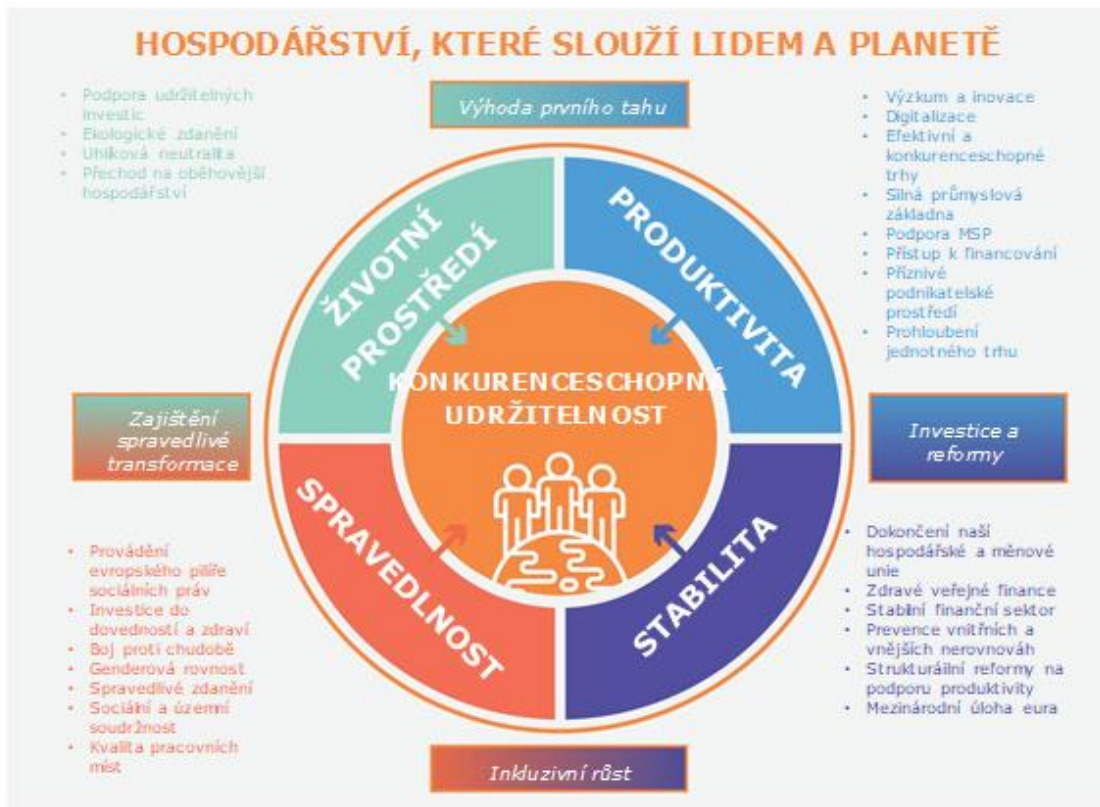 HOSPODÁŘSTVÍ, KTERÉ SLOUŽÍ LIDEM A PLANETĚ
• Podpora udržitelných
investic
• Ekologické zdanění
• Uhlíková neutralita
• Přechod na oběhovější
hospodářství
Výhoda prvního tahu
• Výzkum a inovace
• Digitalizace
• Efektivní a
konkurenceschopné
trhy
• Silná průmyslová
základna
• Podpora MSP
• Přístup k financování
• Příznivé
podnikatelské
prostředí
• Prohloubení
jednotného trhu
ŽIVOTNÍ
PROSTŘEDÍ
PRODUKTIVITA
KONKURENCESCHOPNÁ
UDRŽITELNOST
Zajištění
spravedlivé
transformace
Investice a
reformy
SPRAVEDLNOST
STABILITA
• Provádění
evropského pilíře
sociálních práv
• Investice do
dovedností a zdraví
• Boj proti chudobě
• Genderová rovnost
• Spravedlivé zdanění
• Sociální a územní
soudržnost
• Kvalita pracovních
míst
• Dokončení naší
hospodářské a měnové
unie
• Zdravé veřejné finance
• Stabilní finanční sektor
• Prevence vnitřních a
vnějších nerovnováh
• Strukturáilní reformy na
podporu produktivity
• Mezinárodní úloha eura
Inkluzivní růst